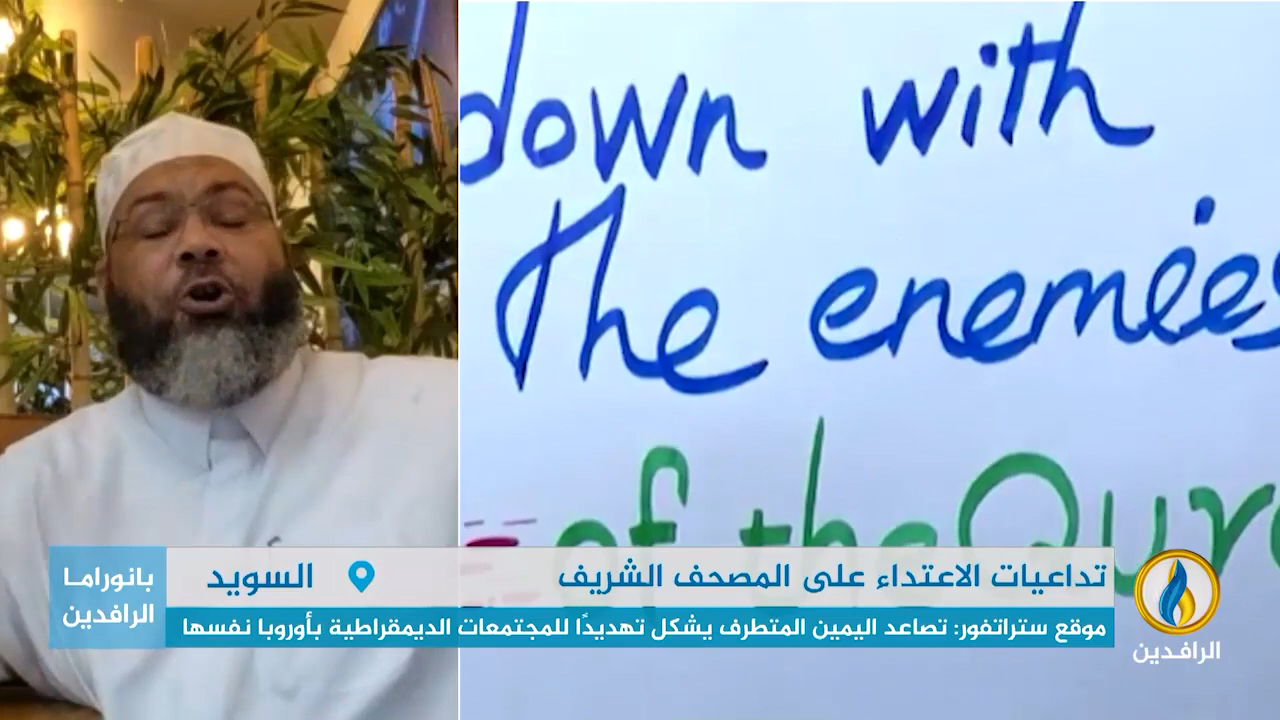 down with
The enemies
of the Qur
تداعيات الاعتداء على المصحف الشريف
السويد
موقع ستراتفور: تصاعد اليمين المتطرف يشكل تهديدًا للمجتمعات الديمقراطية بأوروبا نفسها
بانوراما
الرافدين
الرافدين